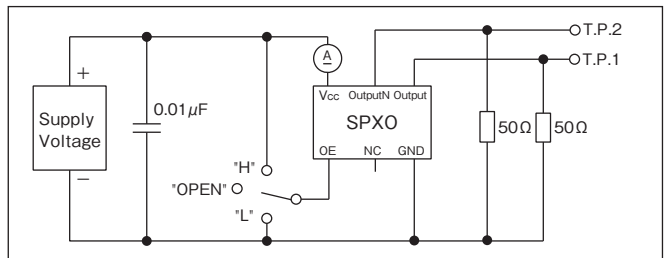 T.P.2
T.P.1
A
+
Vcc OutputN Output
0.01μF
Supply
Voltage
SPXO
50Ω 50Ω
OE NC GND
−
"H"
"OPEN"
"L"